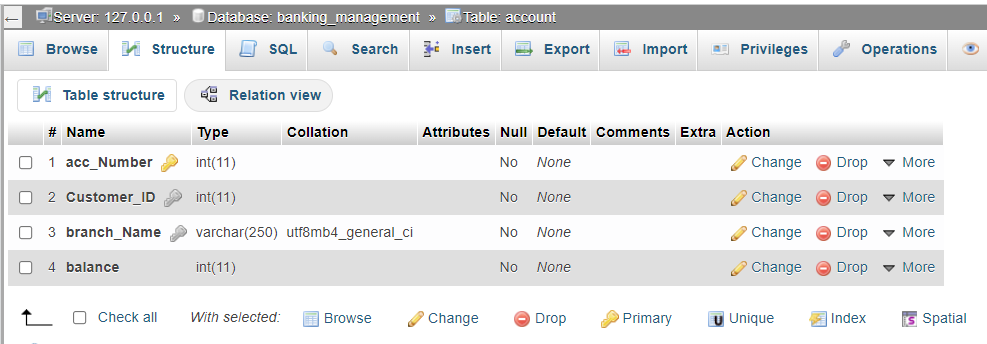 Server: 127.0.0.1 » Database: banking_management » Table: account
Browse Structure SQL Search Insert Export Import Privileges Operations
Table structure Relation view
# Name Type Collation Attributes Null Default Comments Extra Action
1 acc_Number int(11) No None Change Drop More
2 Customer_ID int(11) No None Change Drop More
3 branch_Name varchar(250) utf8mb4_general_ci No None Change Drop More
4 balance int(11) No None Change Drop More
Check all With selected: Browse Change Drop Primary Unique Index Spatial